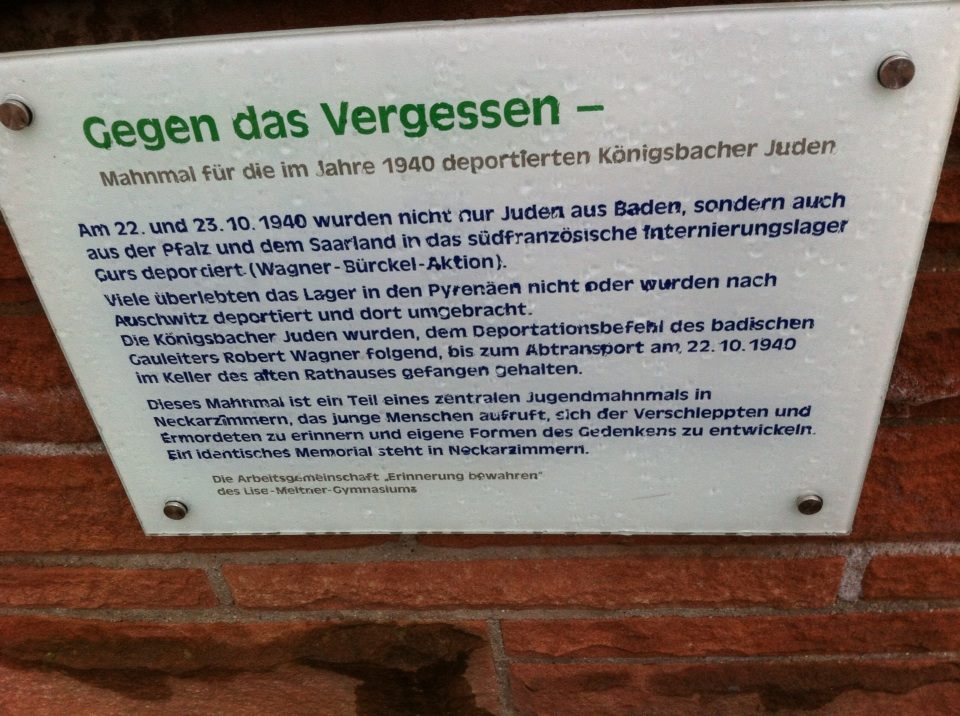 Gegen das Vergessen –
Mahnmal für die im Jahre 1940 deportierten Königsbacher Juden
Am 22. und 23. 10. 1940 wurden nicht nur Juden aus Baden, sondern auch
aus der Pfalz und dem Saarland in das südfranzösische Internierungslager
Gurs deportiert (Wagner-Bürckel-Aktion).
Viele überlebten das Lager in den Pyrenäen nicht oder wurden nach
Auschwitz deportiert und dort umgebracht.
Die Königsbacher Juden wurden, dem Deportationsbefehl des badischen
Gauleiters Robert Wagner folgend, bis zum Abtransport am 22. 10. 1940
im Keller des alten Rathauses gefangen gehalten.
Dieses Mahnmal ist ein Teil eines zentralen Jugendmahnmals in
Neckarzimmern, das junge Menschen aufruft, sich der Verschleppten und
Ermordeten zu erinnern und eigene Formen des Gedenkens zu entwickeln.
Ein identisches Memorial steht in Neckarzimmern.
Die Arbeitsgemeinschaft „Erinnerung bewahren"
des Lise-Meitner-Gymnasiums